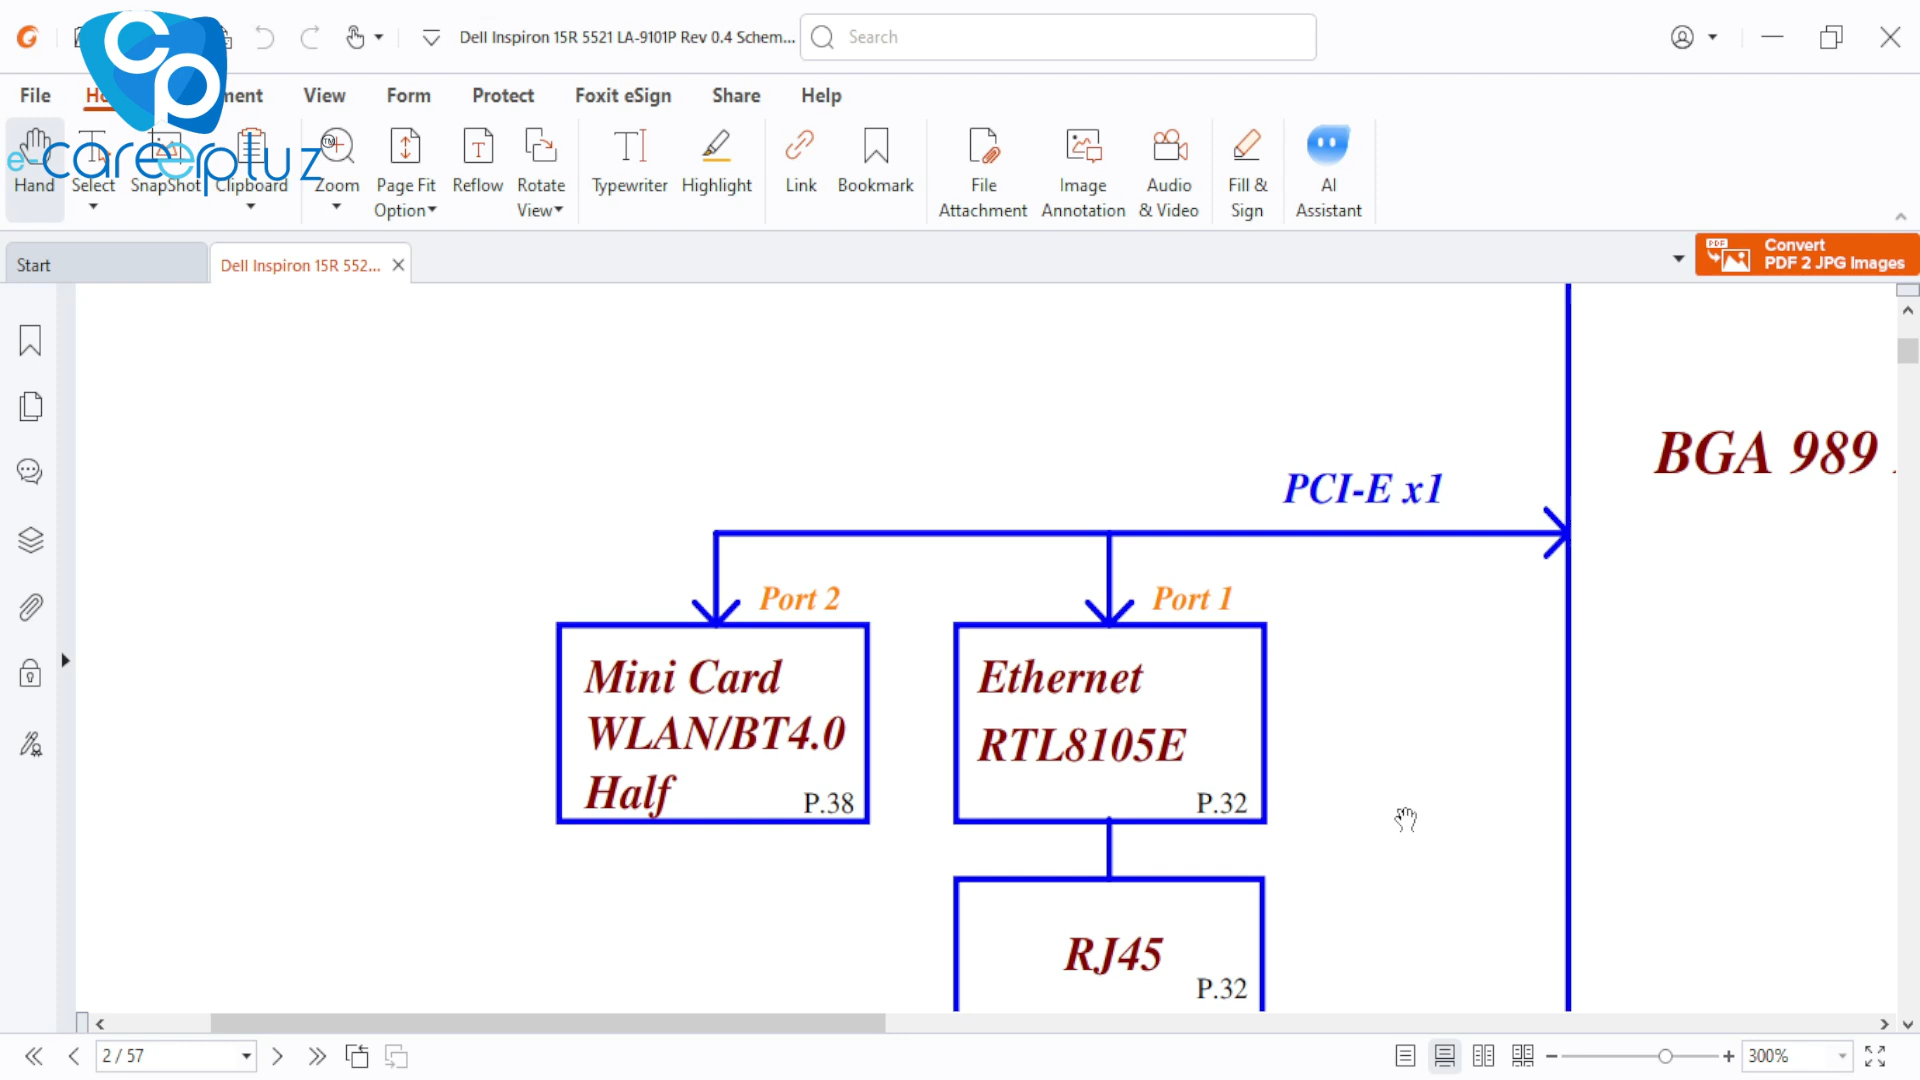 Dell Inspiron 15R 5521 LA-9101P Rev 0.4 Schem...
Search
File
View
Form
Protect
Foxit eSign
Share
Help
cp
e-careerpluz
TM
Hand
Select
SnapShot
Clipboard
Zoom
Page Fit
Option
Reflow
Rotate
View
Typewriter
Highlight
Link
Bookmark
File
Attachment
Image
Annotation
Audio
& Video
Fill &
Sign
AI
Assistant
Start
Dell Inspiron 15R 552...
PDF
Convert
PDF 2 JPG Images
BGA 989
PCI-E x1
Port 2
Port 1
Mini Card
WLAN/BT4.0
Half
P.38
Ethernet
RTL8105E
P.32
RJ45
P.32
2 / 57
300%